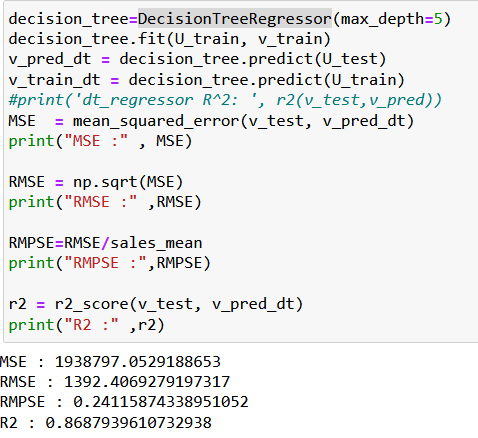 decision_tree=DecisionTreeRegressor(max_depth=5)
decision_tree.fit(U_train, v_train)
v_pred_dt = decision_tree.predict(U_test)
v_train_dt = decision_tree.predict(U_train)
#print('dt_regressor R^2: ', r2(v_test,v_pred))
MSE  = mean_squared_error(v_test, v_pred_dt)
print("MSE :" , MSE)
RMSE = np.sqrt(MSE)
print("RMSE :" ,RMSE)
RMPSE=RMSE/sales_mean
print("RMPSE :",RMPSE)
r2 = r2_score(v_test, v_pred_dt)
print("R2 :" ,r2)
MSE : 1938797.0529188653
RMSE : 1392.4069279197317
RMPSE : 0.24115874338951052
R2 : 0.8687939610732938